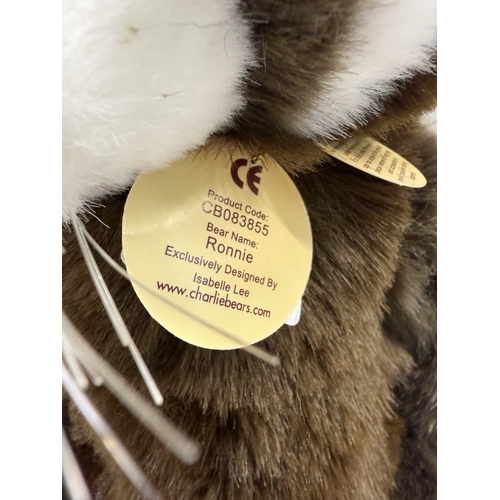 CE
Product Code:
CB083855
Bear Name:
Ronnie
Exclusively Designed By
Isabelle Lee
www.charliebears.com